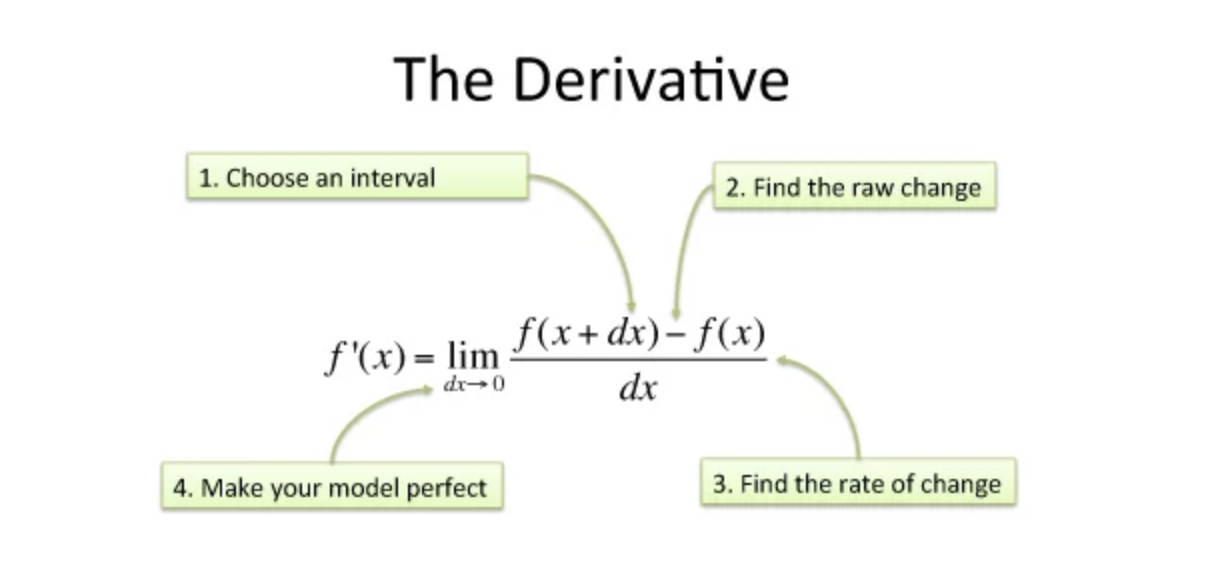 The Derivative
1. Choose an interval
2. Find the raw change
f'(x) = lim dx→0 f(x + dx) − f(x) / dx
4. Make your model perfect
3. Find the rate of change